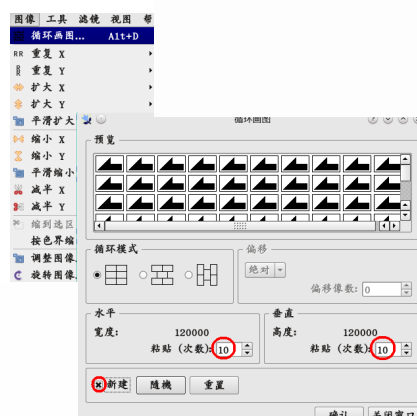 图像 工具 滤镜 视图 帮
循环画图... Alt+D
RR 重复 X
重复 Y
扩大 X
扩大 Y
平滑扩大
缩小 X
缩小 Y
平滑缩小
减半 X
减半 Y
缩到选区
按色界缩
调整图像
旋转图像
循环画图
预览
循环模式
偏移
绝对
偏移像数: 0
水平
宽度: 120000
粘贴 (次数): 10
垂直
高度: 120000
粘贴 (次数): 10
新建 随機 重置
确认 关闭窗口